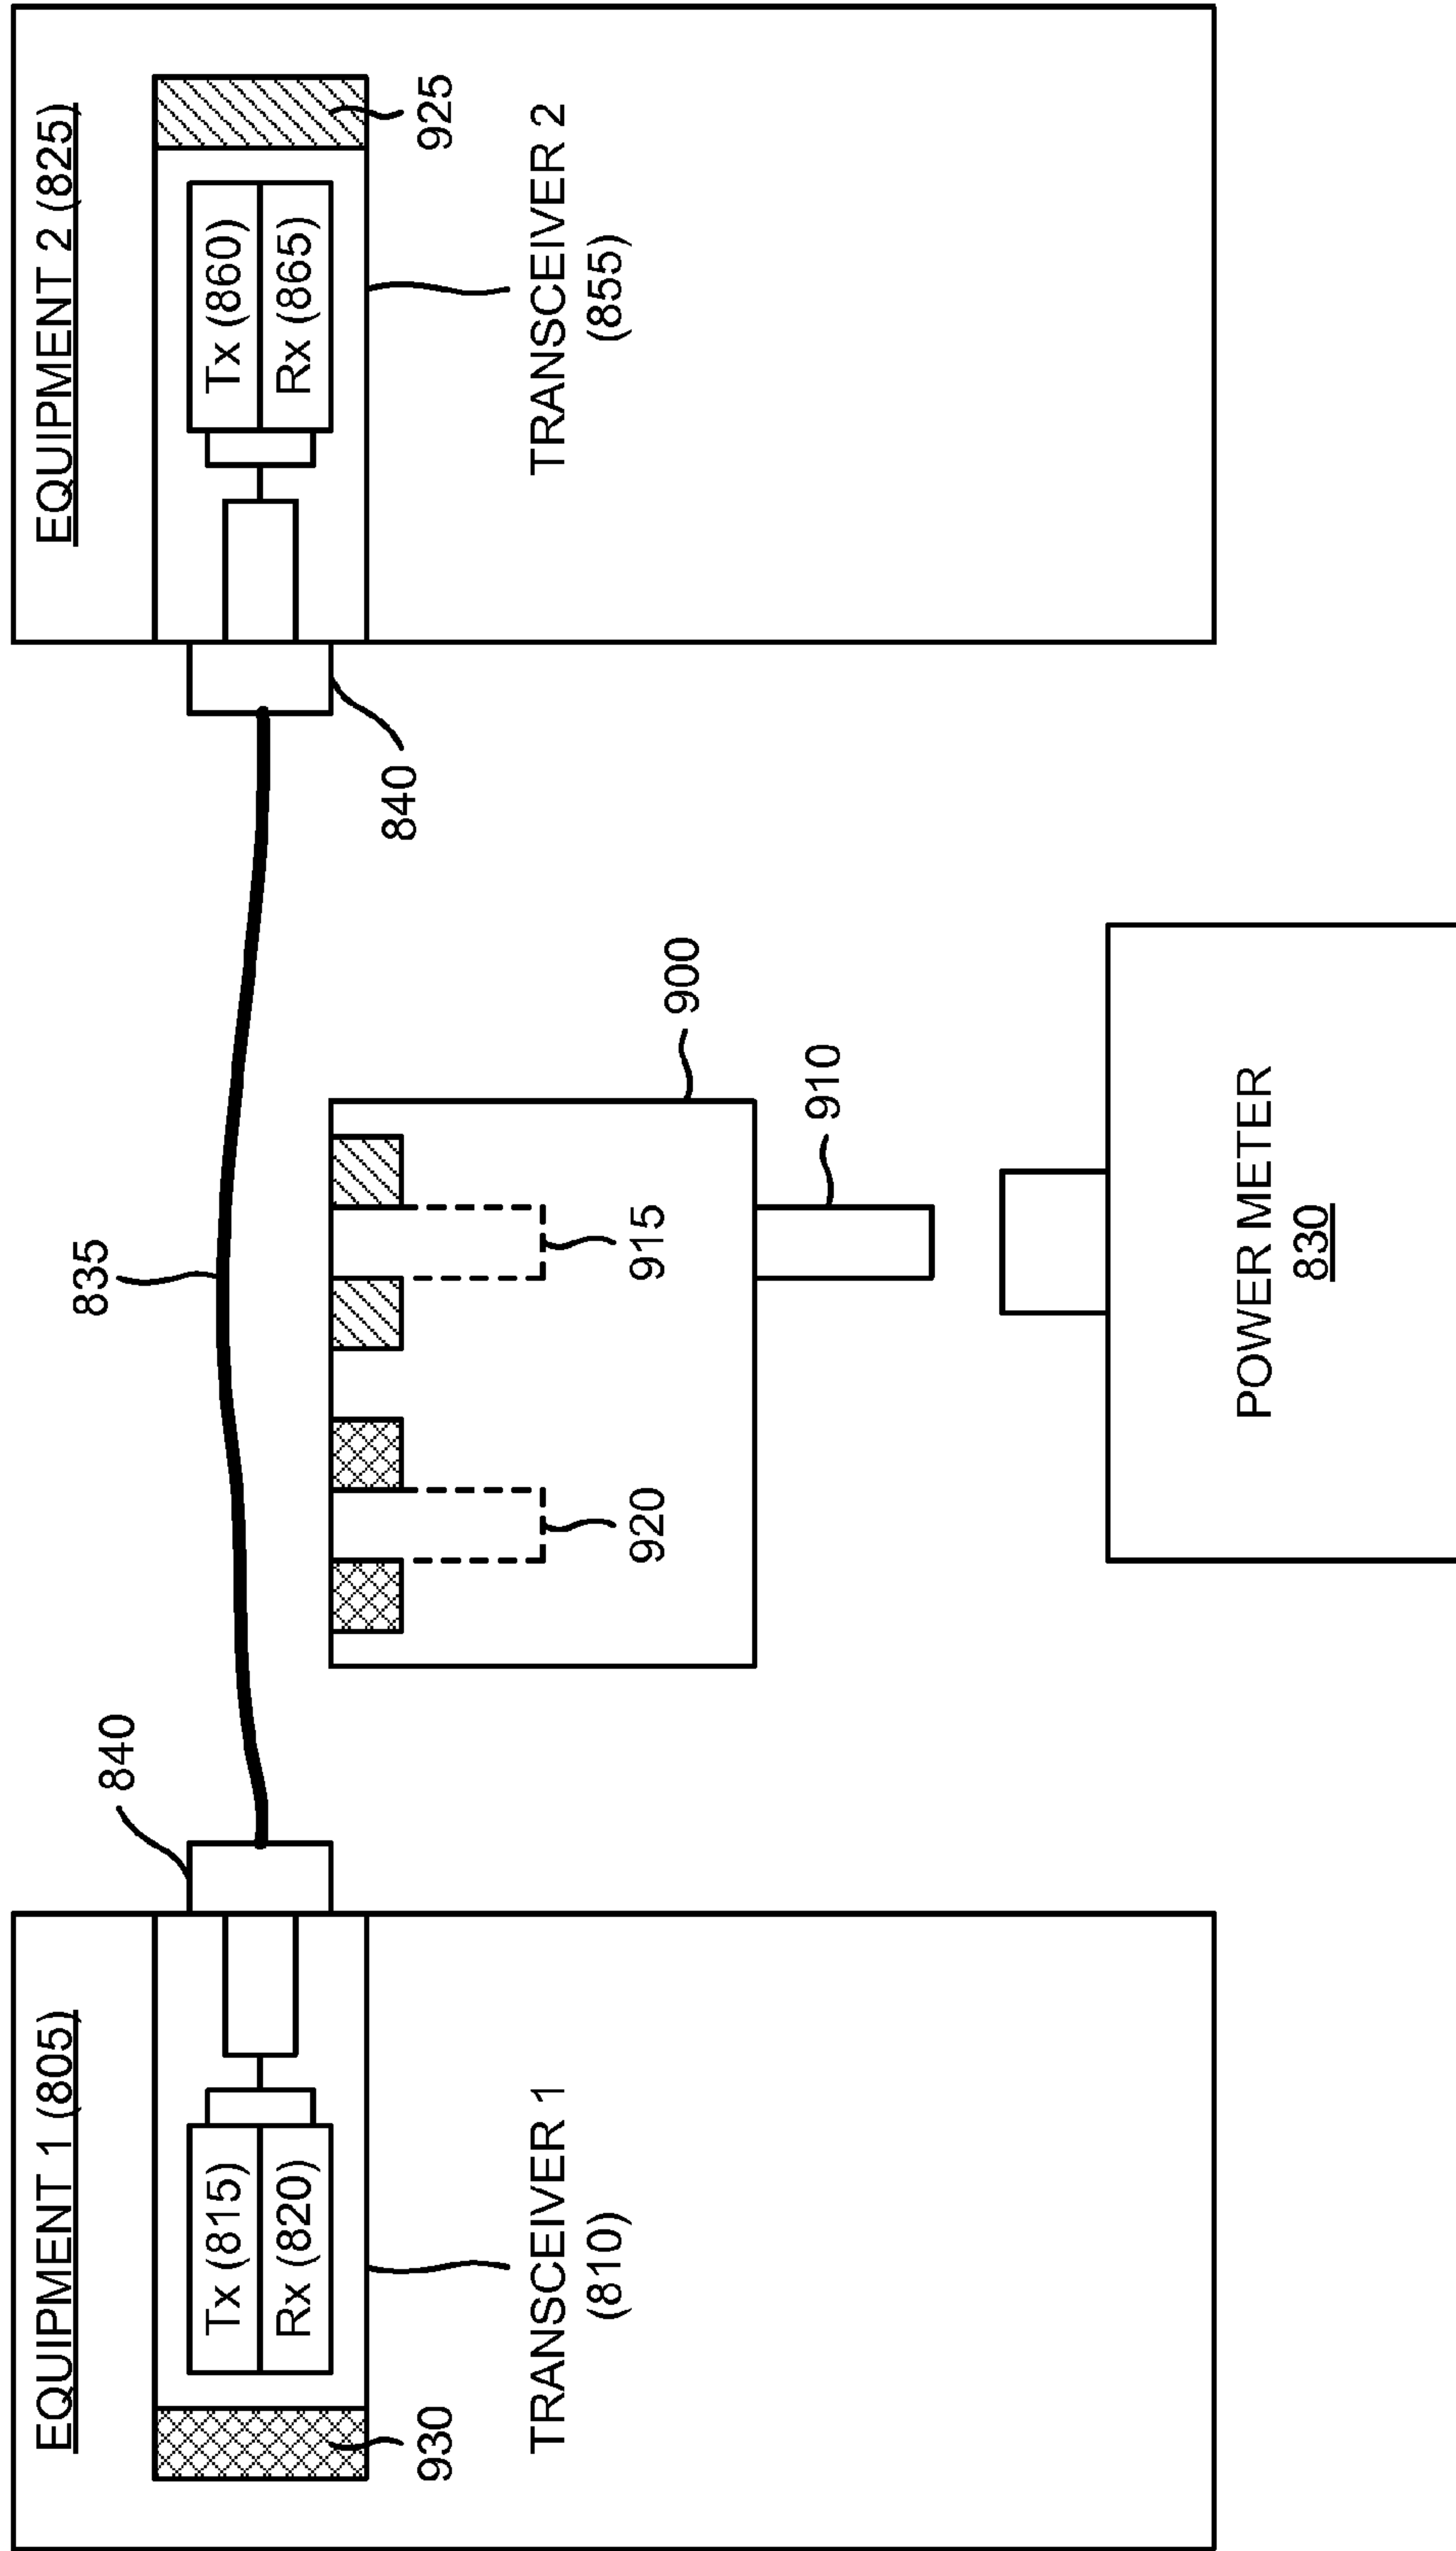 EQUIPMENT 1 (805)
930
Tx (815)
Rx (820)
TRANSCEIVER 1
(810)
840
835
920
915
900
910
POWER METER
830
840
EQUIPMENT 2 (825)
Tx (860)
Rx (865)
925
TRANSCEIVER 2
(855)